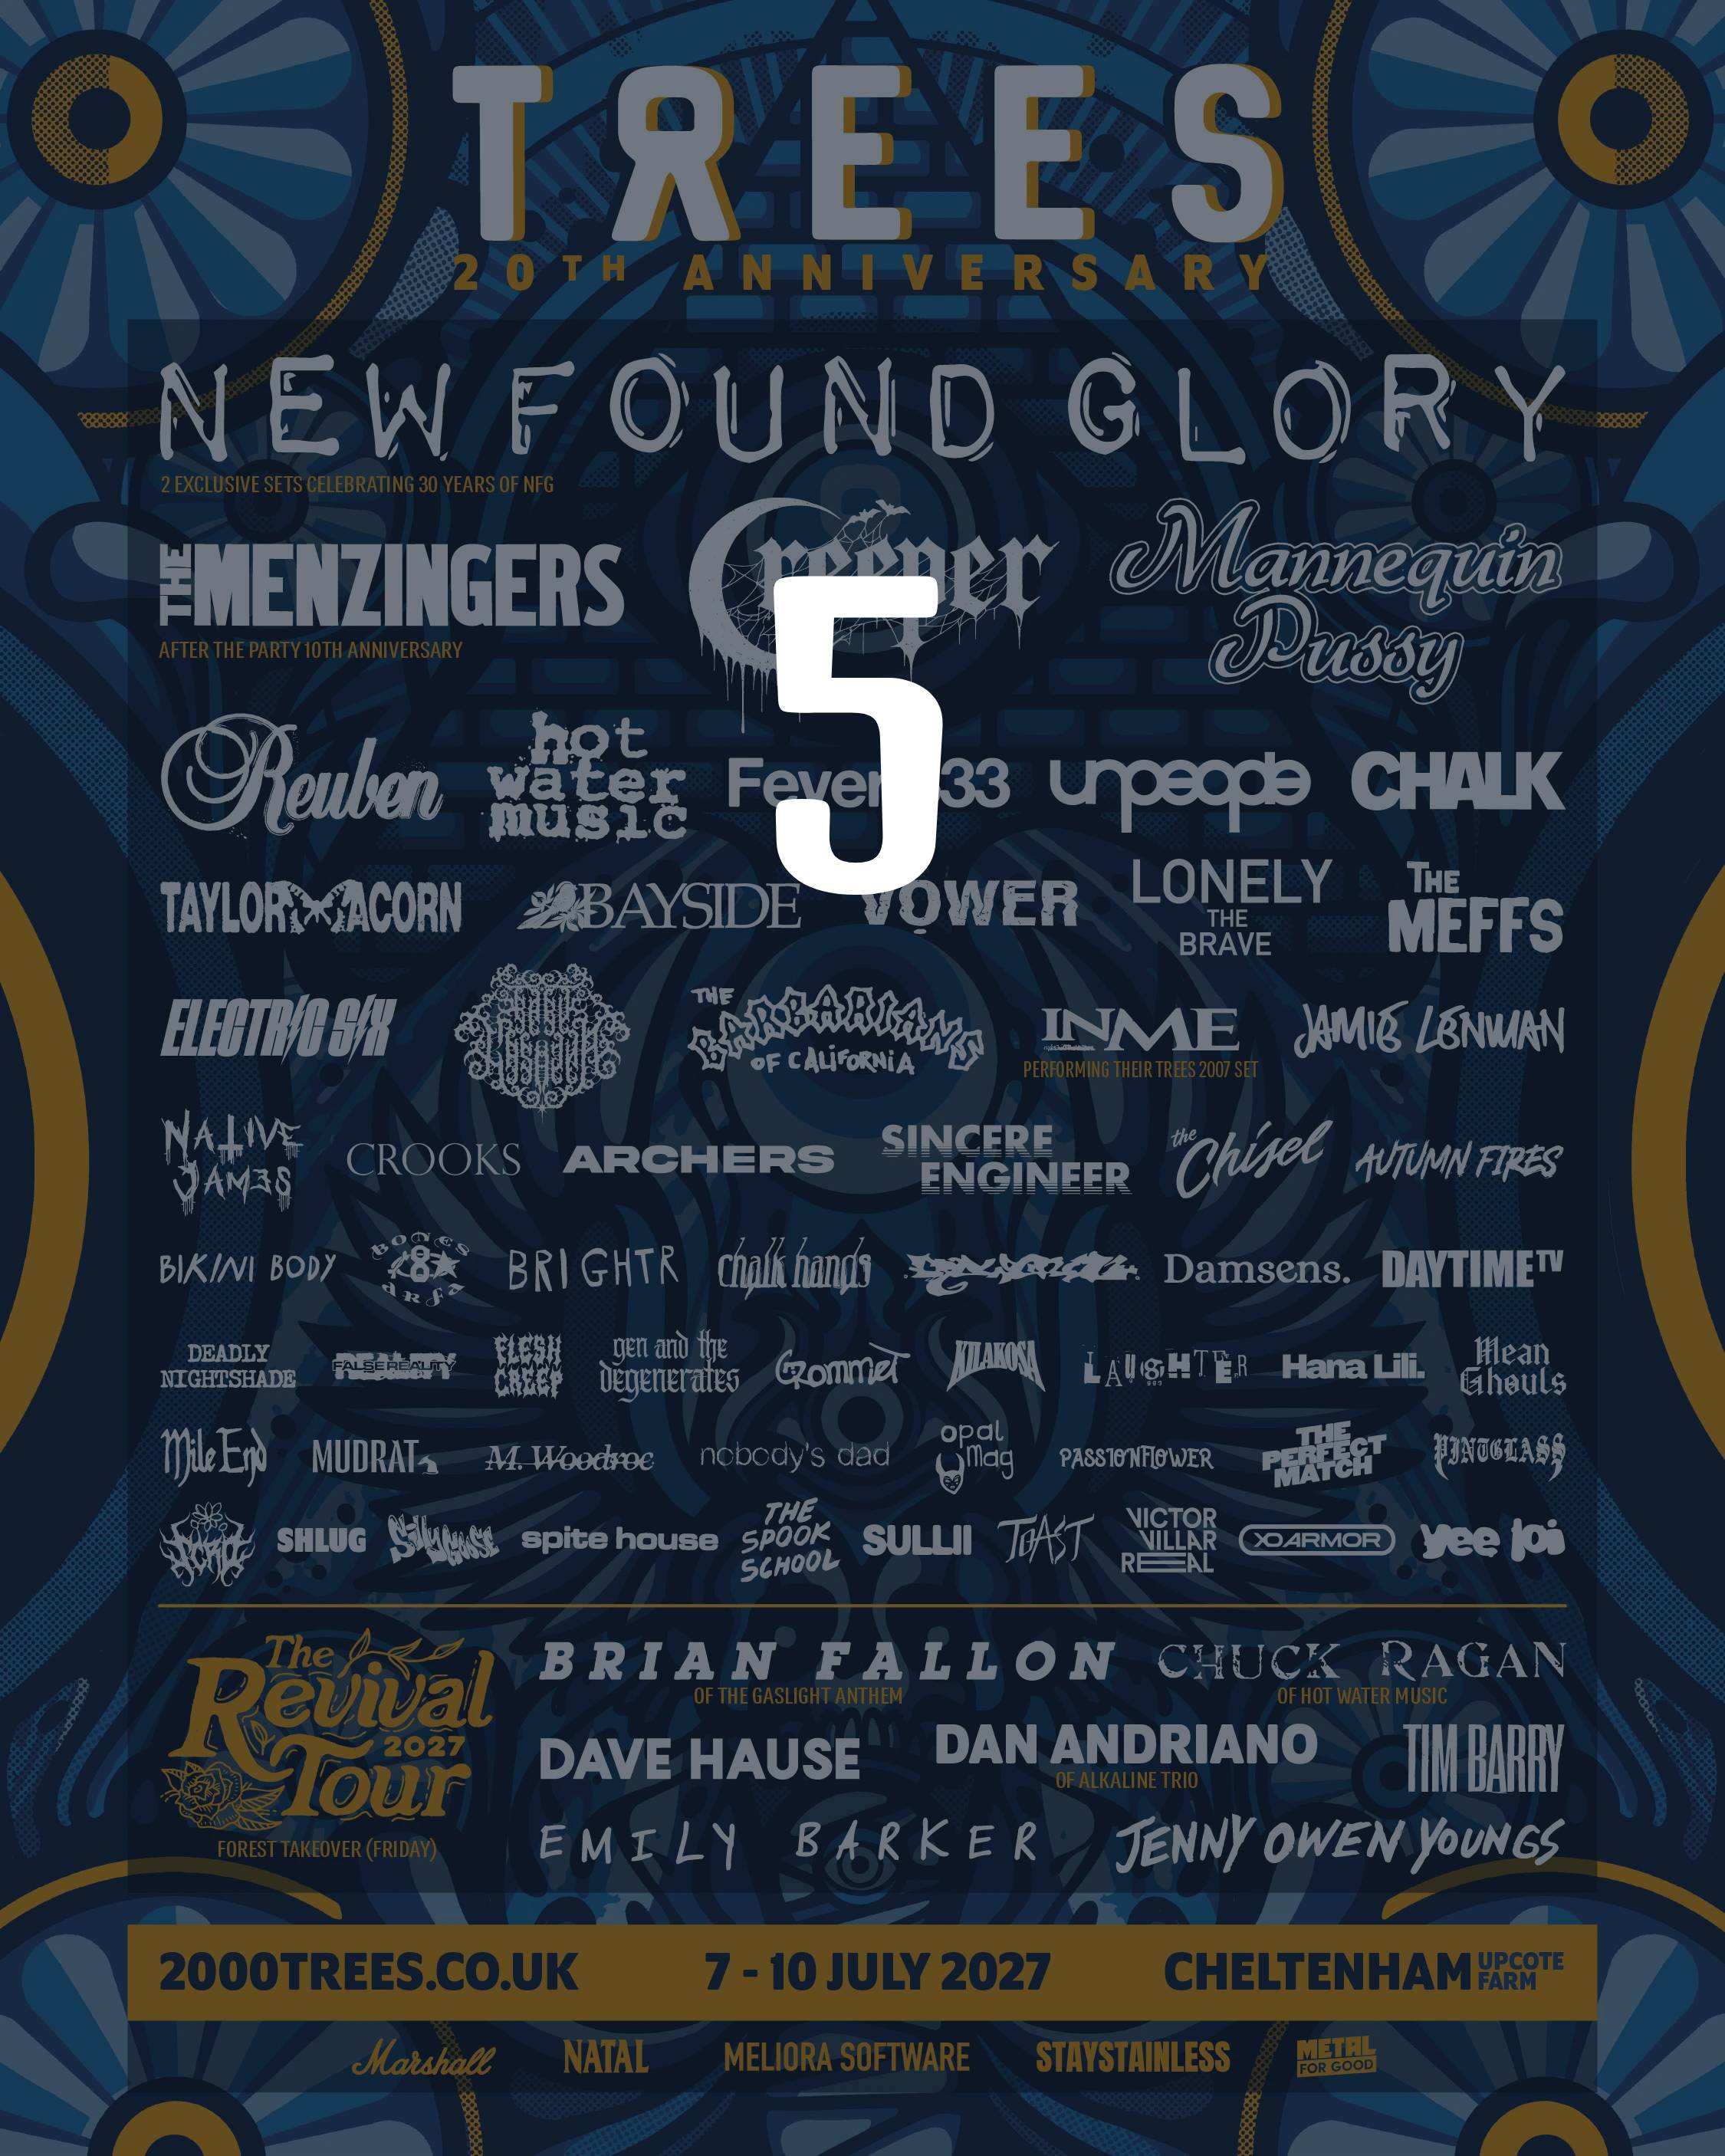 TREES
20TH ANNIVERSARY
NEW FOUND GLORY
2 EXCLUSIVE SETS CELEBRATING 30 YEARS OF NFG
THE MENZINGERS
AFTER THE PARTY 10TH ANNIVERSARY
Creeper
Mannequin
Pussy
5
Reuben
hot
water
music
Fever 33
unpeople
CHALK
TAYLOR ACORN
BAYSIDE
VOWER
LONELY
THE
BRAVE
THE
MEFFS
ELECTRIC SIX
THE
BARBARIANS
OF CALIFORNIA
INME
PERFORMING THEIR TREES 2007 SET
JAMIE LENMAN
NATIVE
JAMES
CROOKS
ARCHERS
SINCERE
ENGINEER
the
Chisel
AUTUMN FIRES
BIKINI BODY
BONES
8
BRIGHTR
chalk hands
Damsens.
DAYTIME TV
DEADLY
NIGHTSHADE
FALSE REALITY
FLESH
CREEP
gen and the
degenerates
Gommet
KILAKOSA
LAUGHTER
Hana Lili.
Mean
Ghouls
Mile End
MUDRAT
M. Woodroc
nobody's dad
opal
mag
PASSIONFLOWER
THE
PERFECT
MATCH
PINTGLASS
SHLUG
SillyGoose
spite house
THE
SPOOK
SCHOOL
SULLII
TOAST
VICTOR
VILLAR
REAL
XOARMOR
yee loi
The
Revival
2027
Tour
FOREST TAKEOVER (FRIDAY)
BRIAN FALLON
OF THE GASLIGHT ANTHEM
CHUCK RAGAN
OF HOT WATER MUSIC
DAVE HAUSE
DAN ANDRIANO
OF ALKALINE TRIO
TIM BARRY
EMILY BARKER
JENNY OWEN YOUNGS
2000TREES.CO.UK
7 - 10 JULY 2027
CHELTENHAM UPCOTE
FARM
Marshall
NATAL
MELIORA SOFTWARE
STAYSTAINLESS
METAL
FOR GOOD